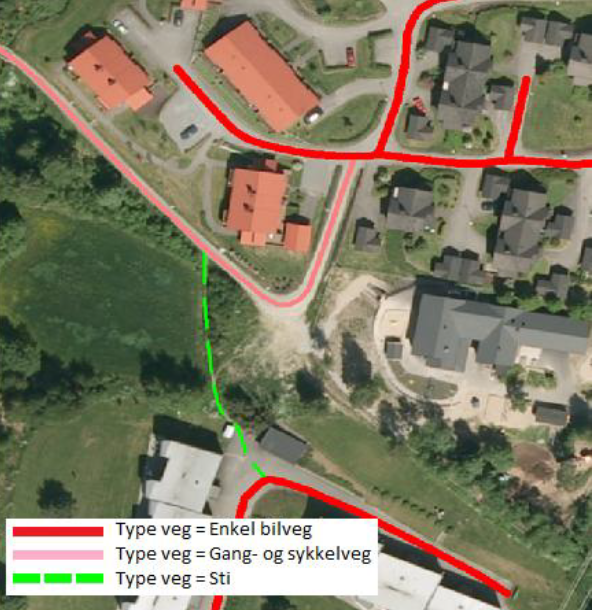 Type veg = Enkel bilveg
Type veg = Gang- og sykkelveg
Type veg = Sti